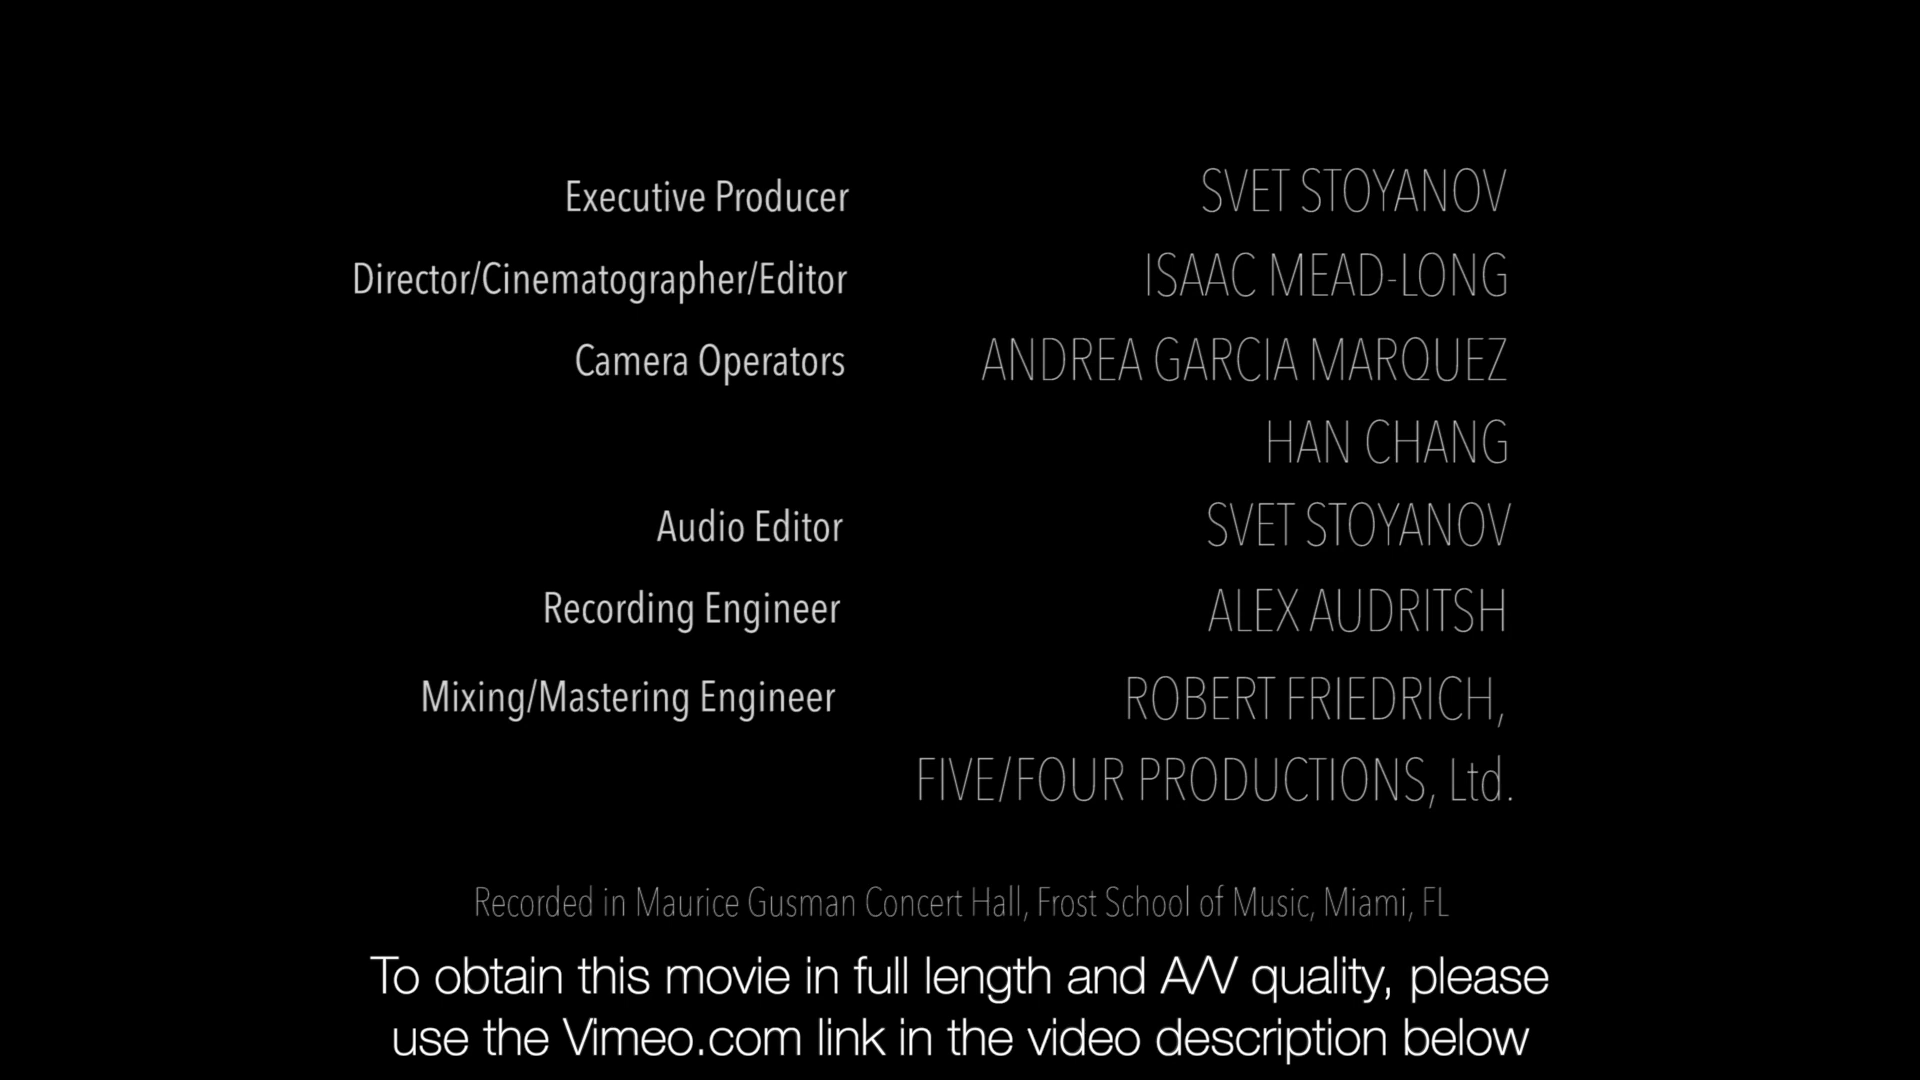 Executive Producer SVET STOYANOV
Director/Cinematographer/Editor ISAAC MEAD-LONG
Camera Operators ANDREA GARCIA MARQUEZ
HAN CHANG
Audio Editor SVET STOYANOV
Recording Engineer ALEX AUDRITSH
Mixing/Mastering Engineer ROBERT FRIEDRICH,
FIVE/FOUR PRODUCTIONS, Ltd.
Recorded in Maurice Gusman Concert Hall, Frost School of Music, Miami, FL
To obtain this movie in full length and A/V quality, please
use the Vimeo.com link in the video description below